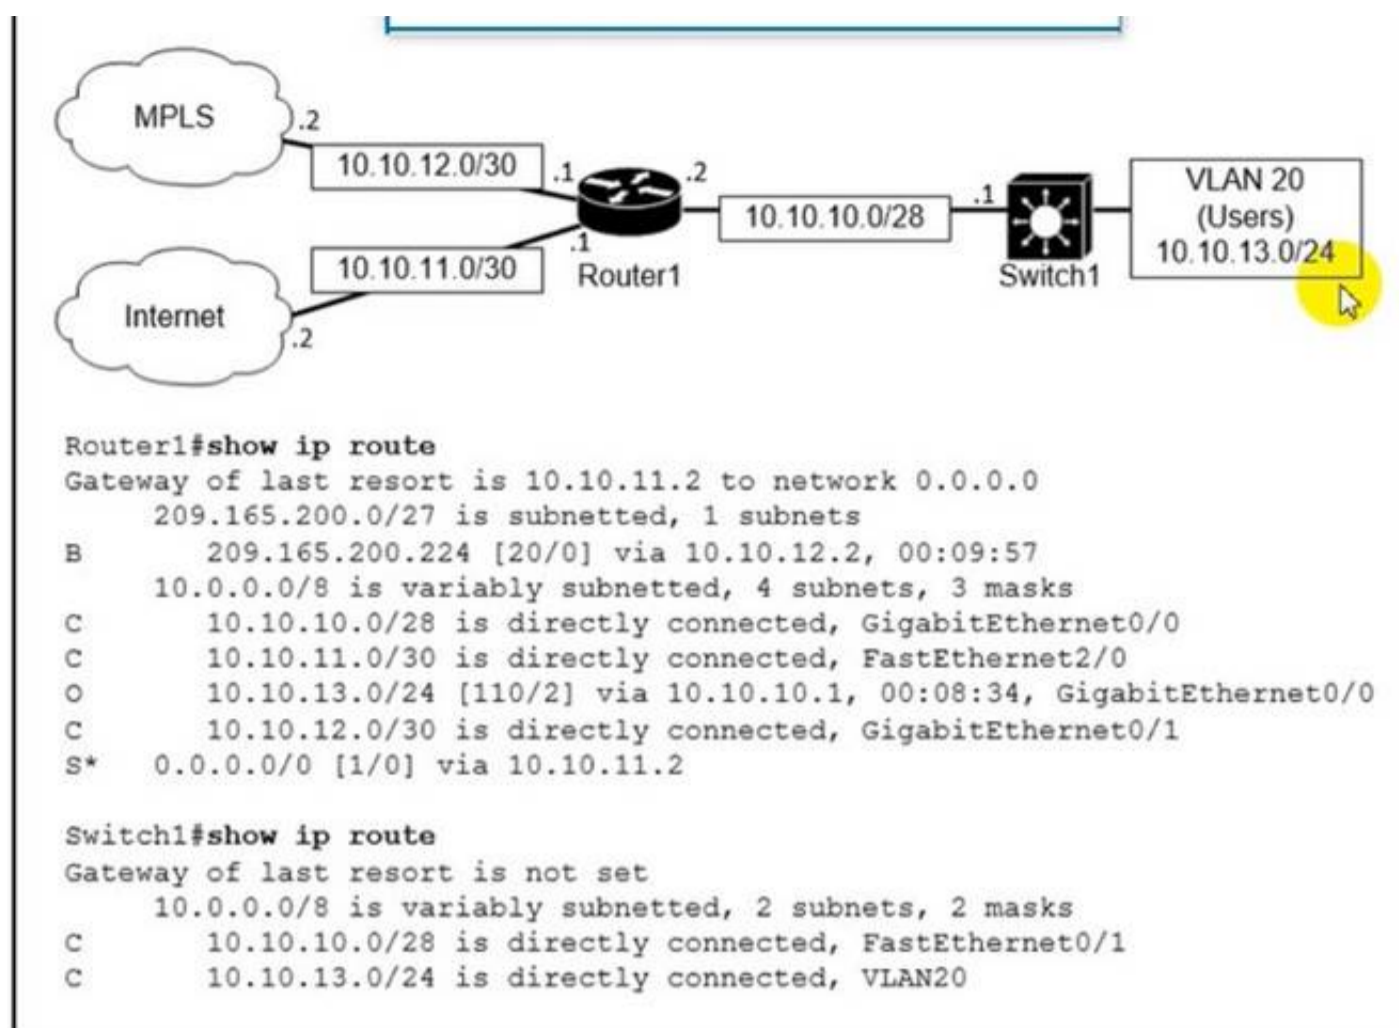 MPLS
.2
10.10.12.0/30
.1
.2
10.10.10.0/28
.1
VLAN 20
(Users)
10.10.13.0/24
.1
10.10.11.0/30
Router1
Switch1
Internet
.2
Router1#show ip route
Gateway of last resort is 10.10.11.2 to network 0.0.0.0
209.165.200.0/27 is subnetted, 1 subnets
B 209.165.200.224 [20/0] via 10.10.12.2, 00:09:57
10.0.0.0/8 is variably subnetted, 4 subnets, 3 masks
C 10.10.10.0/28 is directly connected, GigabitEthernet0/0
C 10.10.11.0/30 is directly connected, FastEthernet2/0
O 10.10.13.0/24 [110/2] via 10.10.10.1, 00:08:34, GigabitEthernet0/0
C 10.10.12.0/30 is directly connected, GigabitEthernet0/1
S* 0.0.0.0/0 [1/0] via 10.10.11.2
Switch1#show ip route
Gateway of last resort is not set
10.0.0.0/8 is variably subnetted, 2 subnets, 2 masks
C 10.10.10.0/28 is directly connected, FastEthernet0/1
C 10.10.13.0/24 is directly connected, VLAN20